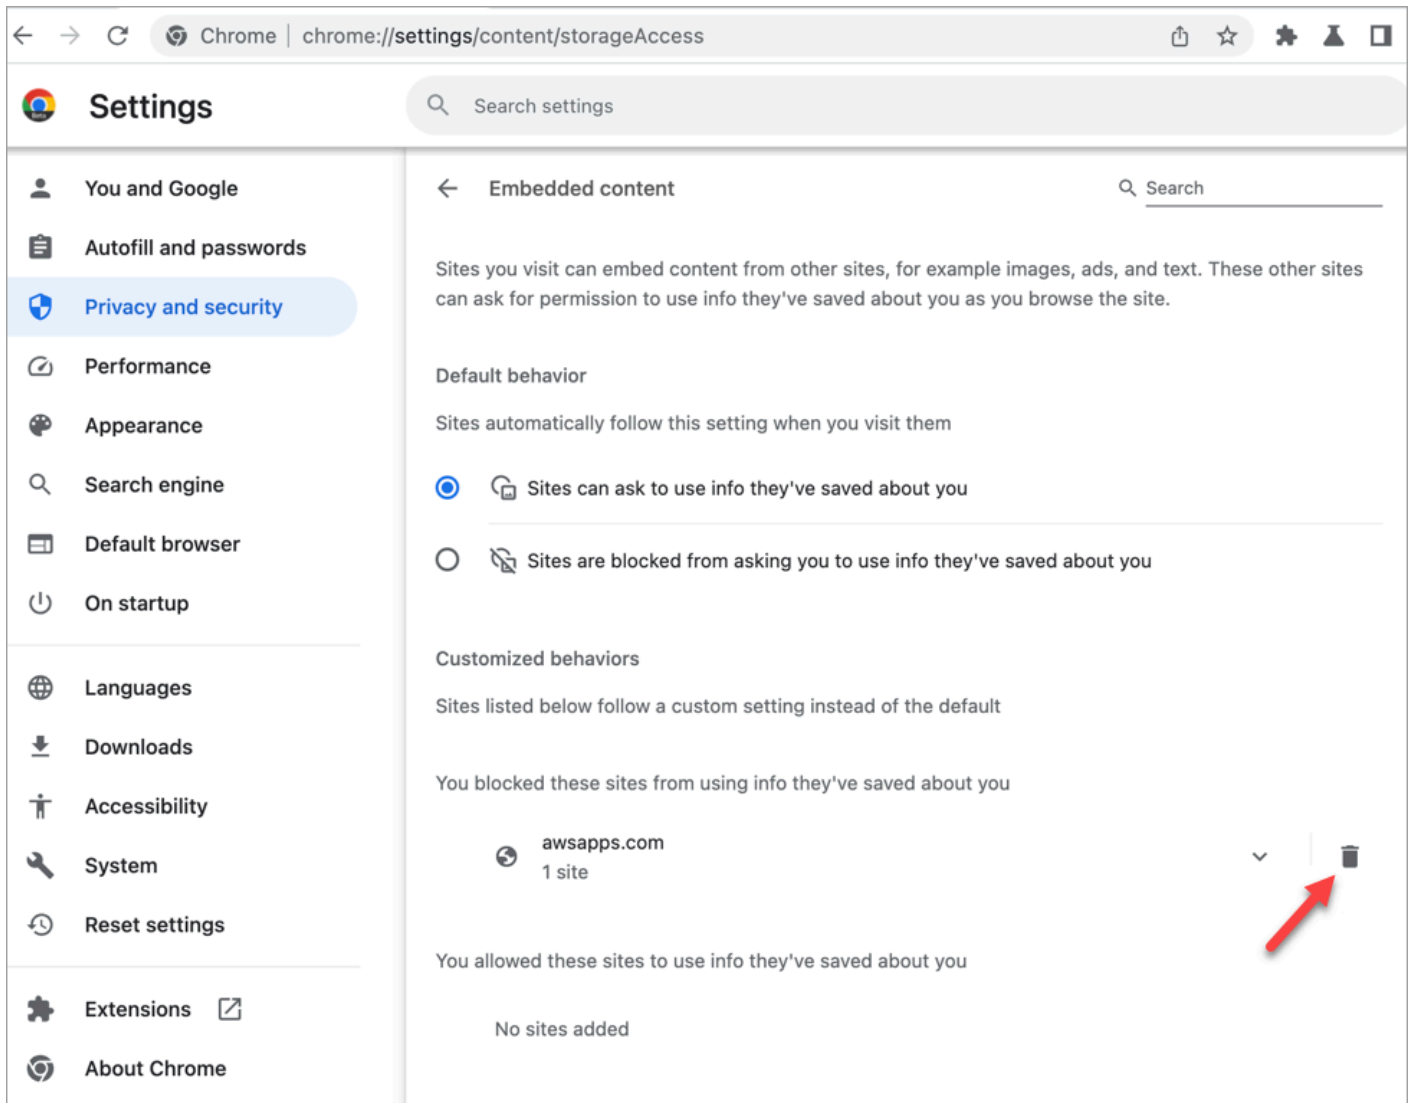 Chrome | chrome://settings/content/storageAccess
Settings
Search settings
You and Google
Autofill and passwords
Privacy and security
Performance
Appearance
Search engine
Default browser
On startup
Languages
Downloads
Accessibility
System
Reset settings
Extensions
About Chrome
Embedded content
Search
Sites you visit can embed content from other sites, for example images, ads, and text. These other sites
can ask for permission to use info they've saved about you as you browse the site.
Default behavior
Sites automatically follow this setting when you visit them
Sites can ask to use info they've saved about you
Sites are blocked from asking you to use info they've saved about you
Customized behaviors
Sites listed below follow a custom setting instead of the default
You blocked these sites from using info they've saved about you
awsapps.com
1 site
You allowed these sites to use info they've saved about you
No sites added